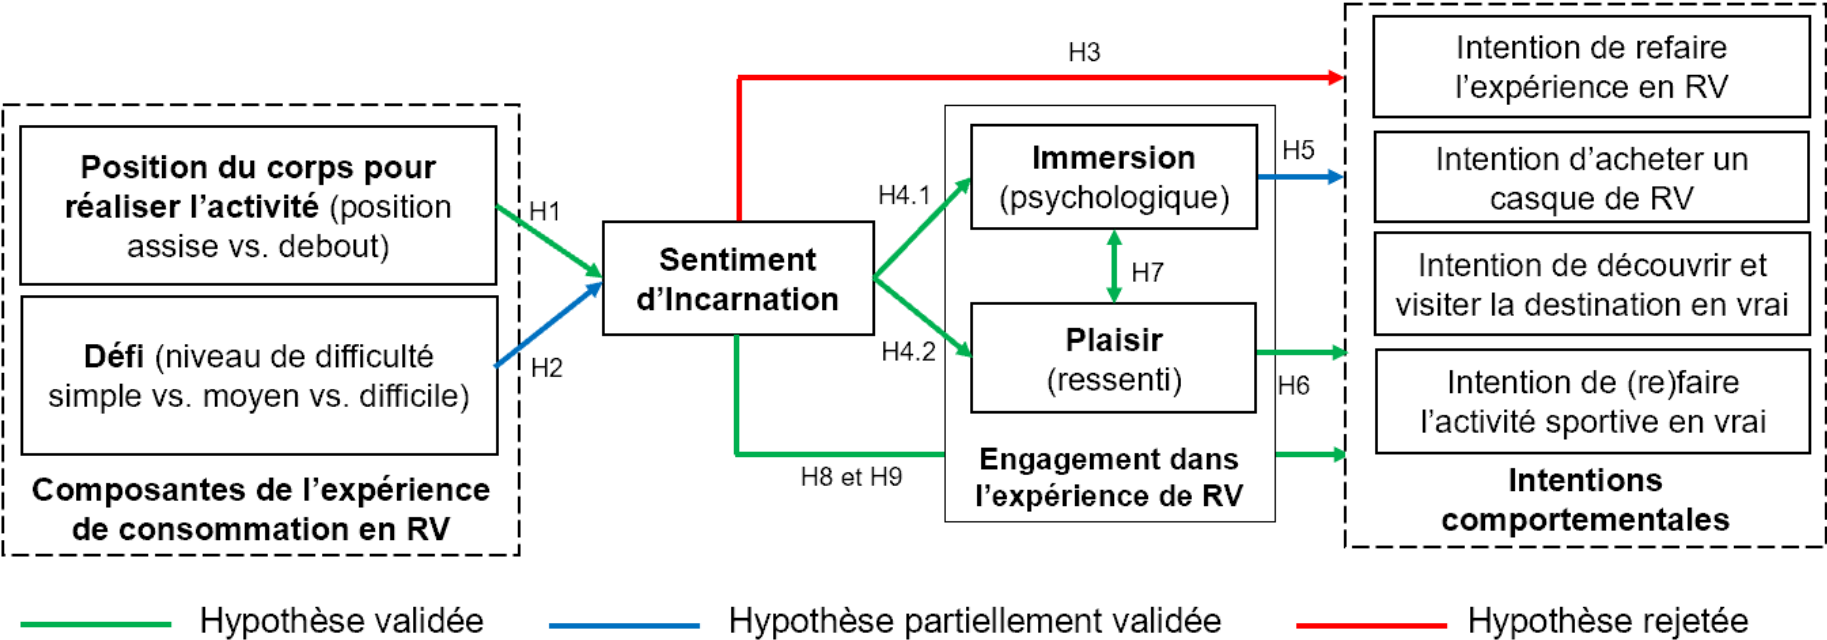 Position du corps pour
réaliser l’activité (position
assise vs. debout)
Défi (niveau de difficulté
simple vs. moyen vs. difficile)
Composantes de l’expérience
de consommation en RV
H1
H2
Sentiment
d’Incarnation
H3
H4.1
H4.2
H8 et H9
Immersion
(psychologique)
H7
Plaisir
(ressenti)
Engagement dans
l’expérience de RV
H5
H6
Intention de refaire
l’expérience en RV
Intention d’acheter un
casque de RV
Intention de découvrir et
visiter la destination en vrai
Intention de (re)faire
l’activité sportive en vrai
Intentions
comportementales
Hypothèse validée
Hypothèse partiellement validée
Hypothèse rejetée